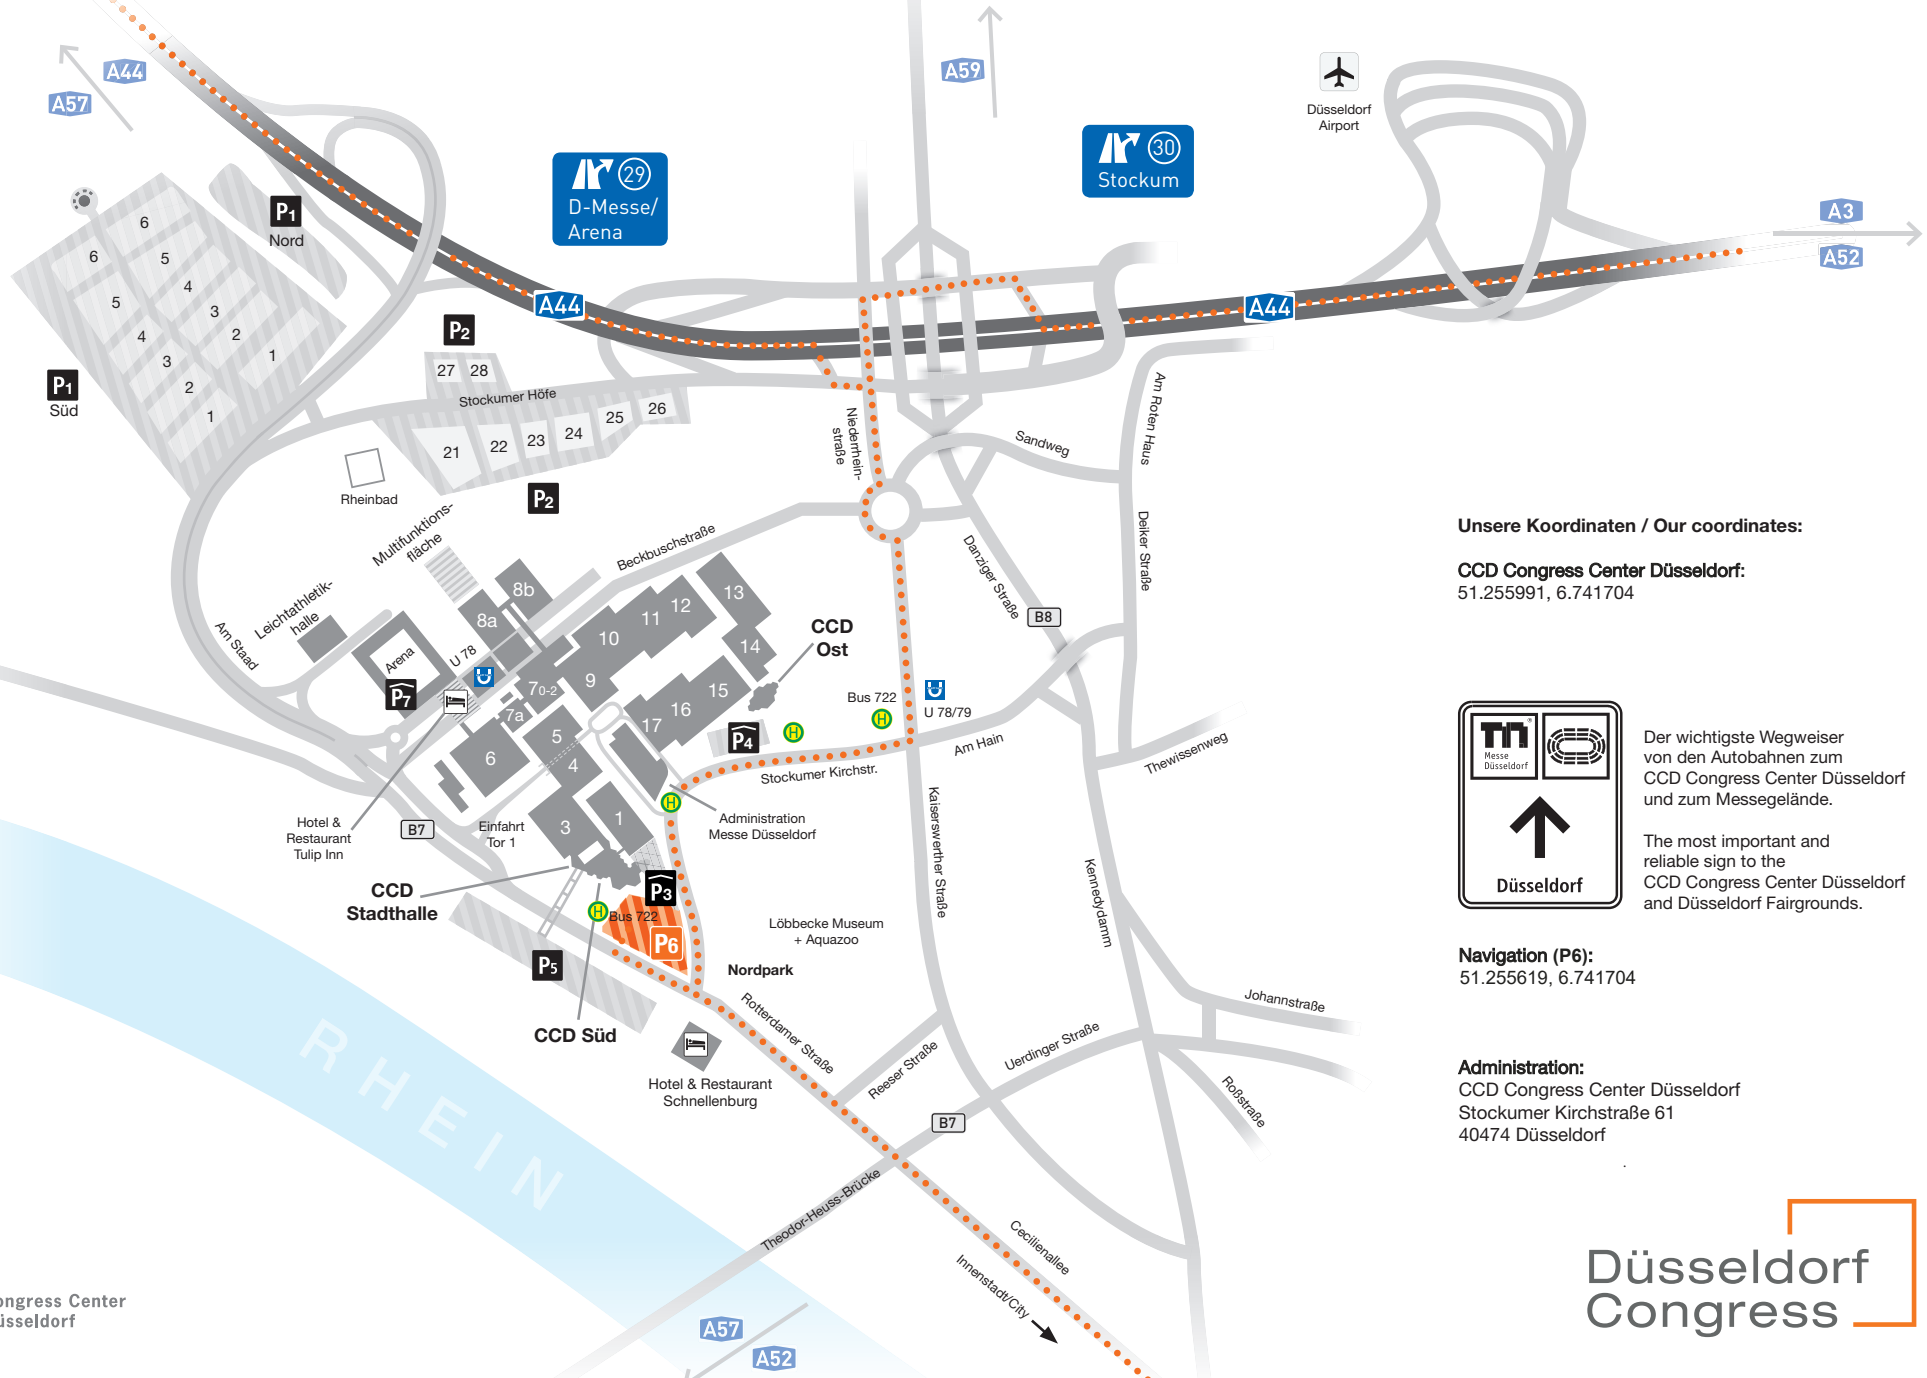 A44
A57
A59
29
D-Messe/
Arena
30
Stockum
Düsseldorf
Airport
A3
A52
P1
Nord
6
6
5
5
4
4
3
3
2
2
1
1
P1
Süd
A44
A44
P2
27
28
Stockumer Höfe
21
22
23
24
25
26
P2
Rheinbad
Niederrhein-
straße
Sandweg
Am Roten Haus
Deiker Straße
Danziger Straße
B8
Multifunktions-
fläche
Beckbuschstraße
Leichtathletik-
halle
Am Staad
Arena
U 78
P7
8b
8a
70-2
7a
6
5
4
3
1
9
10
11
12
13
14
15
16
17
CCD
Ost
P4
H
Bus 722
H
U 78/79
Stockumer Kirchstr.
Am Hain
Thewissenweg
H
Administration
Messe Düsseldorf
Hotel &
Restaurant
Tulip Inn
B7
Einfahrt
Tor 1
CCD
Stadthalle
P3
H
Bus 722
P6
P5
CCD Süd
Löbbecke Museum
+ Aquazoo
Nordpark
Kaiserswerther Straße
Kennedydamm
Rotterdamer Straße
Hotel & Restaurant
Schnellenburg
Reeser Straße
Uerdinger Straße
Johannstraße
Roßstraße
B7
Theodor-Heuss-Brücke
Cecilienallee
Innenstadt/City
RHEIN
A57
A52
Unsere Koordinaten / Our coordinates:
CCD Congress Center Düsseldorf:
51.255991, 6.741704
Messe
Düsseldorf
Düsseldorf
Der wichtigste Wegweiser
von den Autobahnen zum
CCD Congress Center Düsseldorf
und zum Messegelände.
The most important and
reliable sign to the
CCD Congress Center Düsseldorf
and Düsseldorf Fairgrounds.
Navigation (P6):
51.255619, 6.741704
Administration:
CCD Congress Center Düsseldorf
Stockumer Kirchstraße 61
40474 Düsseldorf
.
ongress Center
üsseldorf
Düsseldorf
Congress